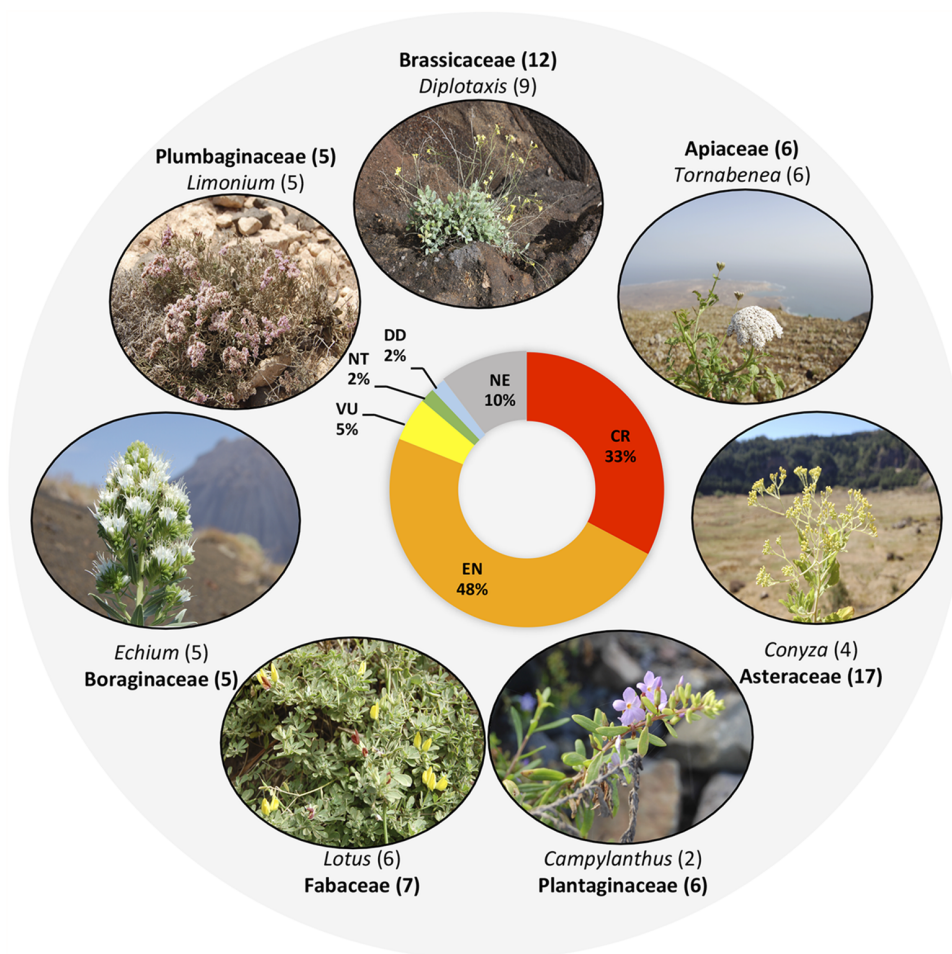 Brassicaceae (12)
Diplotaxis (9)
Plumbaginaceae (5)
Limonium (5)
Apiaceae (6)
Tornabenea (6)
DD
2%
NT
2%
VU
5%
NE
10%
CR
33%
EN
48%
Echium (5)
Boraginaceae (5)
Conyza (4)
Asteraceae (17)
Lotus (6)
Fabaceae (7)
Campylanthus (2)
Plantaginaceae (6)